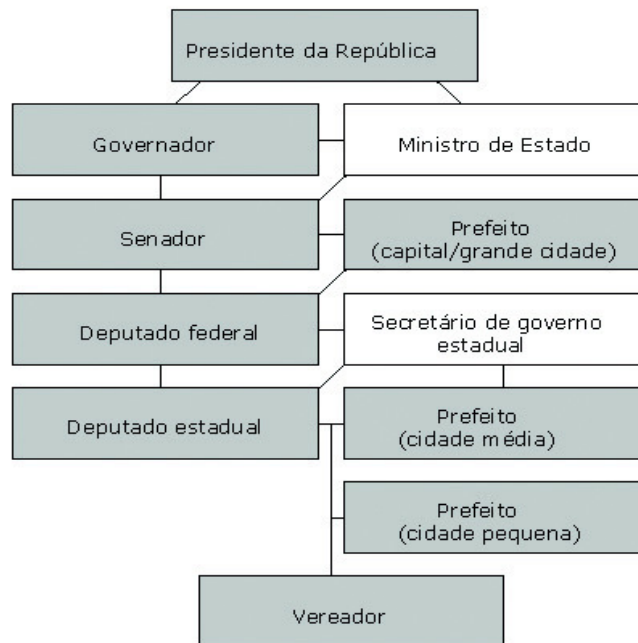 Presidente da República
Governador
Ministro de Estado
Senador
Prefeito
(capital/grande cidade)
Deputado federal
Secretário de governo
estadual
Deputado estadual
Prefeito
(cidade média)
Prefeito
(cidade pequena)
Vereador